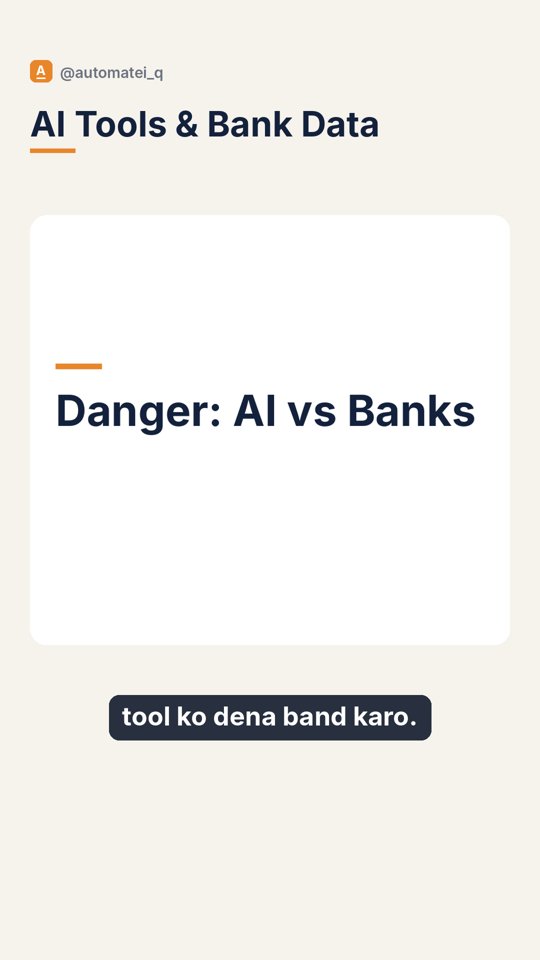 A
@automatei_q
AI Tools & Bank Data
Danger: AI vs Banks
tool ko dena band karo.